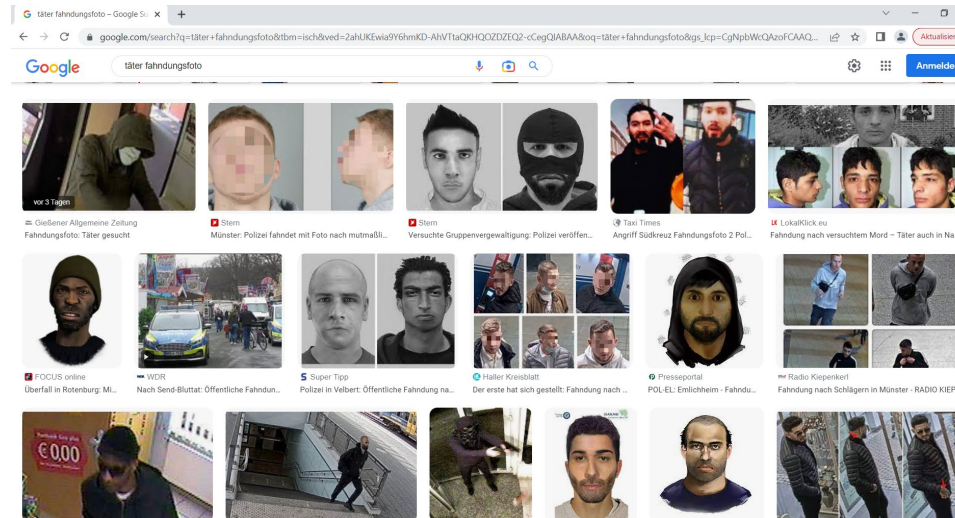 täter fahndungsfoto – Google Su
google.com/search?q=täter+fahndungsfoto&tbm=isch&ved=2ahUKEwia9Y6hmKD-AhVTtaQKHQOZDZEQ2-cCegQIABAA&oq=täter+fahndungsfoto&gs_lcp=CgNpbWcQAzoFCAAQ...
Aktualisier
Google
täter fahndungsfoto
Anmelde
vor 3 Tagen
Gießener Allgemeine Zeitung
Fahndungsfoto: Täter gesucht
Stern
Münster: Polizei fahndet mit Foto nach mutmaßli...
Stern
Versuchte Gruppenvergewaltigung: Polizei veröffen...
Taxi Times
Angriff Südkreuz Fahndungsfoto 2 Pol...
LK LokalKlick.eu
Fahndung nach versuchtem Mord – Täter auch in Na
FOCUS online
Überfall in Rotenburg: Mi...
WDR
Nach Send-Bluttat: Öffentliche Fahndun...
S Super Tipp
Polizei in Velbert: Öffentliche Fahndung na...
Haller Kreisblatt
Der erste hat sich gestellt: Fahndung nach ...
Presseportal
POL-EL: Emlichheim - Fahndu...
Radio Kiepenkerl
Fahndung nach Schlägern in Münster - RADIO KIEP
€0,00